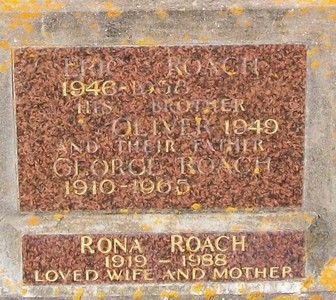 ERIC ROACH
1946-1958
HIS BROTHER
OLIVER 1949
AND THEIR FATHER
GEORGE ROACH
1910-1965
RONA ROACH
1919 - 1988
LOVED WIFE AND MOTHER